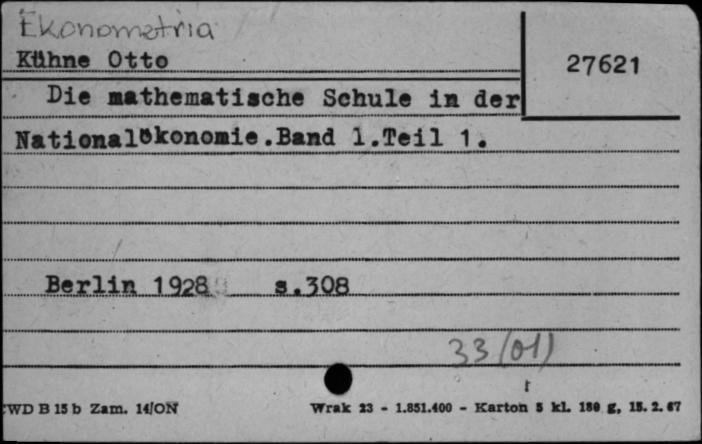 Ekonometria
Kühne Otto
27621
Die mathematische Schule in der
Nationalökonomie.Band 1.Teil 1.
Berlin 1928 s.308
33(01)
WD B 15 b Zam. 14/ON
Wrak 23 - 1.851.400 - Karton 5 kl. 180 g, 15. 2. 67